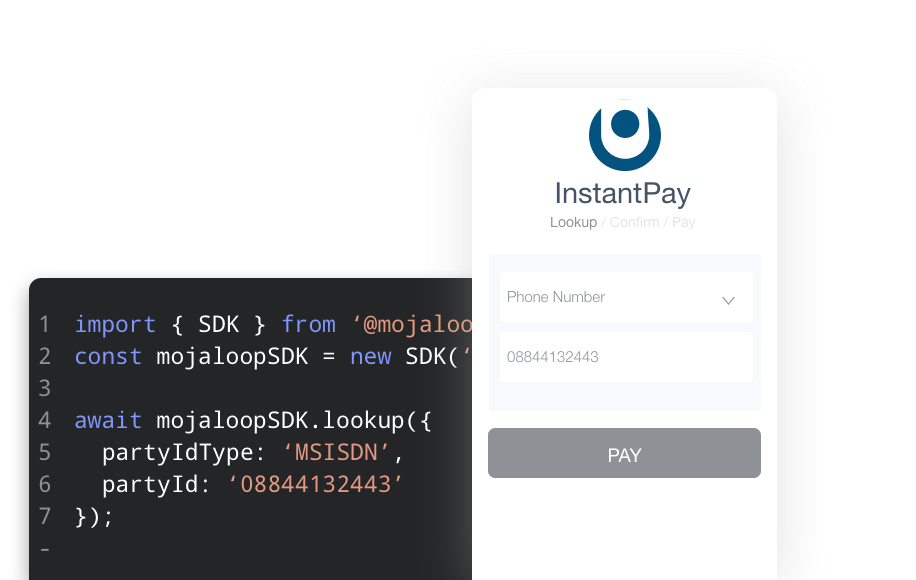 InstantPay
Lookup / Confirm / Pay
Phone Number
08844132443
PAY
1 import { SDK } from ‘@mojaloo
2 const mojaloopSDK = new SDK(‘
3
4 await mojaloopSDK.lookup({
5 partyIdType: ‘MSISDN’,
6 partyId: ‘08844132443’
7 });
-